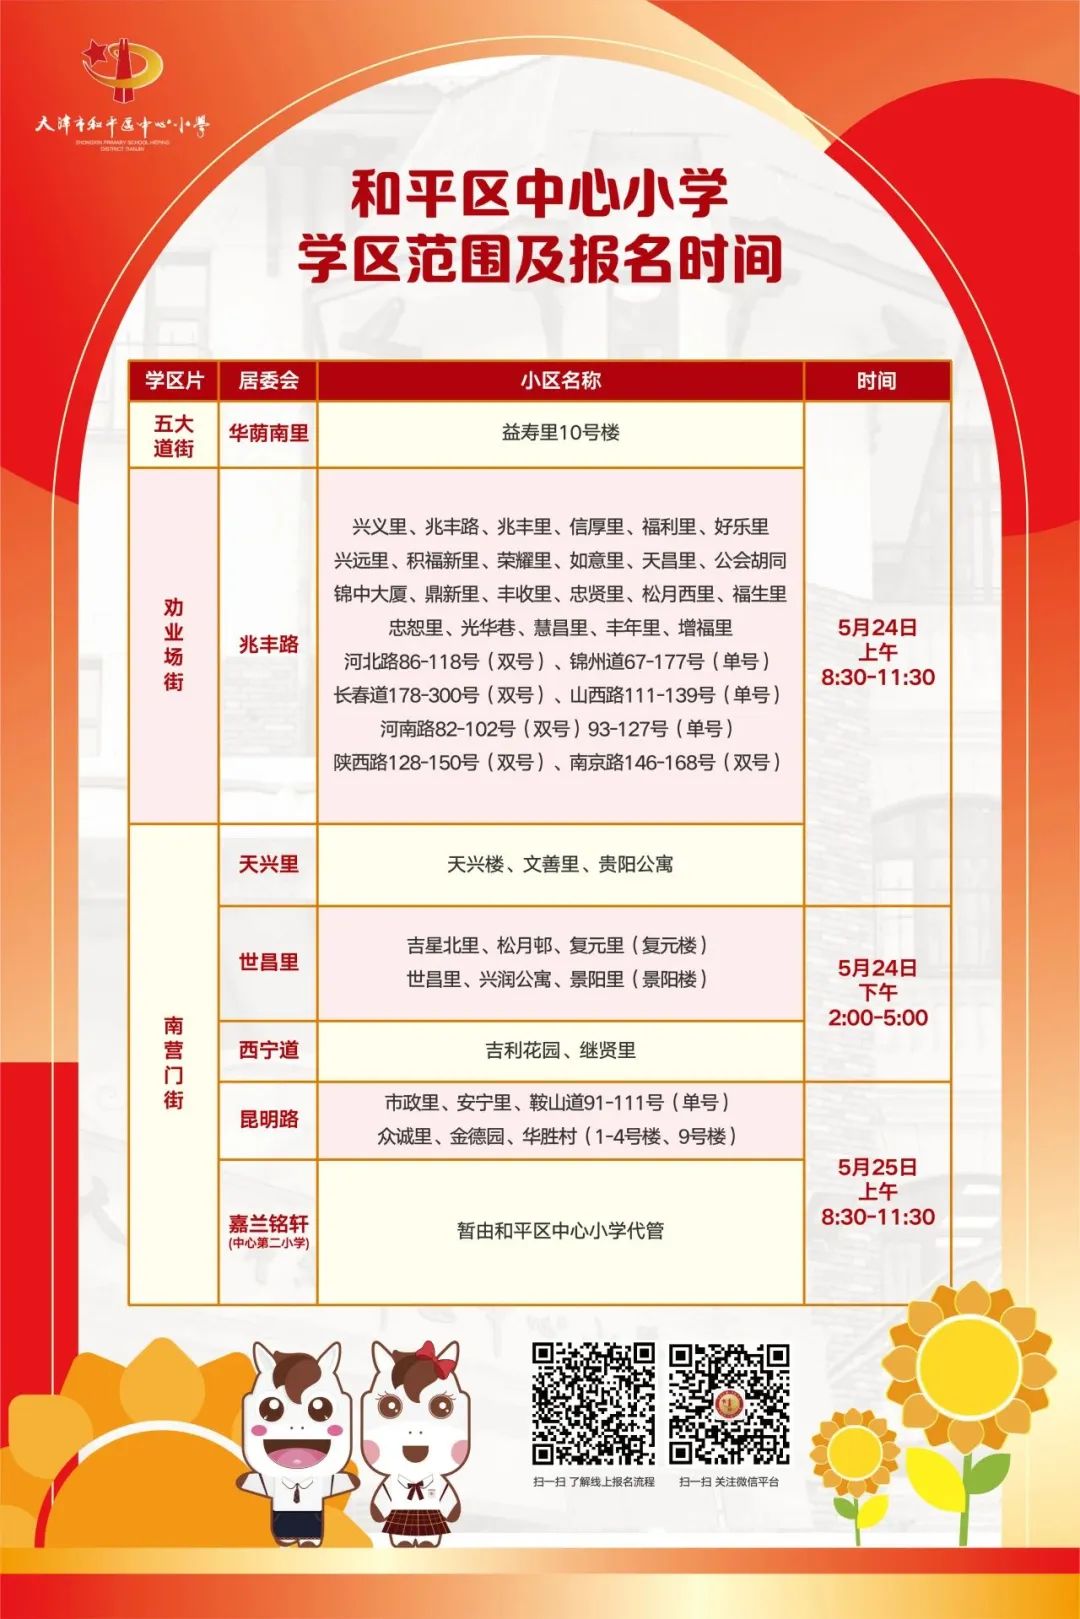 天津市和平区中心小学
ZHONGXIN PRIMARY SCHOOL HEPING
DISTRICT TIANJIN
和平区中心小学
学区范围及报名时间
学区片 居委会 小区名称 时间
五大
道街
华荫南里
益寿里10号楼
劝业场街
兆丰路
兴义里、兆丰路、兆丰里、信厚里、福利里、好乐里
兴远里、积福新里、荣耀里、如意里、天昌里、公会胡同
锦中大厦、鼎新里、丰收里、忠贤里、松月西里、福生里
忠恕里、光华巷、慧昌里、丰年里、增福里
河北路86-118号（双号）、锦州道67-177号（单号）
长春道178-300号（双号）、山西路111-139号（单号）
河南路82-102号（双号）93-127号（单号）
陕西路128-150号（双号）、南京路146-168号（双号）
5月24日
上午
8:30-11:30
南营门街
天兴里
天兴楼、文善里、贵阳公寓
世昌里
吉星北里、松月邨、复元里（复元楼）
世昌里、兴润公寓、景阳里（景阳楼）
5月24日
下午
2:00-5:00
西宁道
吉利花园、继贤里
昆明路
市政里、安宁里、鞍山道91-111号（单号）
众诚里、金德园、华胜村（1-4号楼、9号楼）
5月25日
上午
8:30-11:30
嘉兰铭轩
(中心第二小学)
暂由和平区中心小学代管
扫一扫 了解线上报名流程
扫一扫 关注微信平台